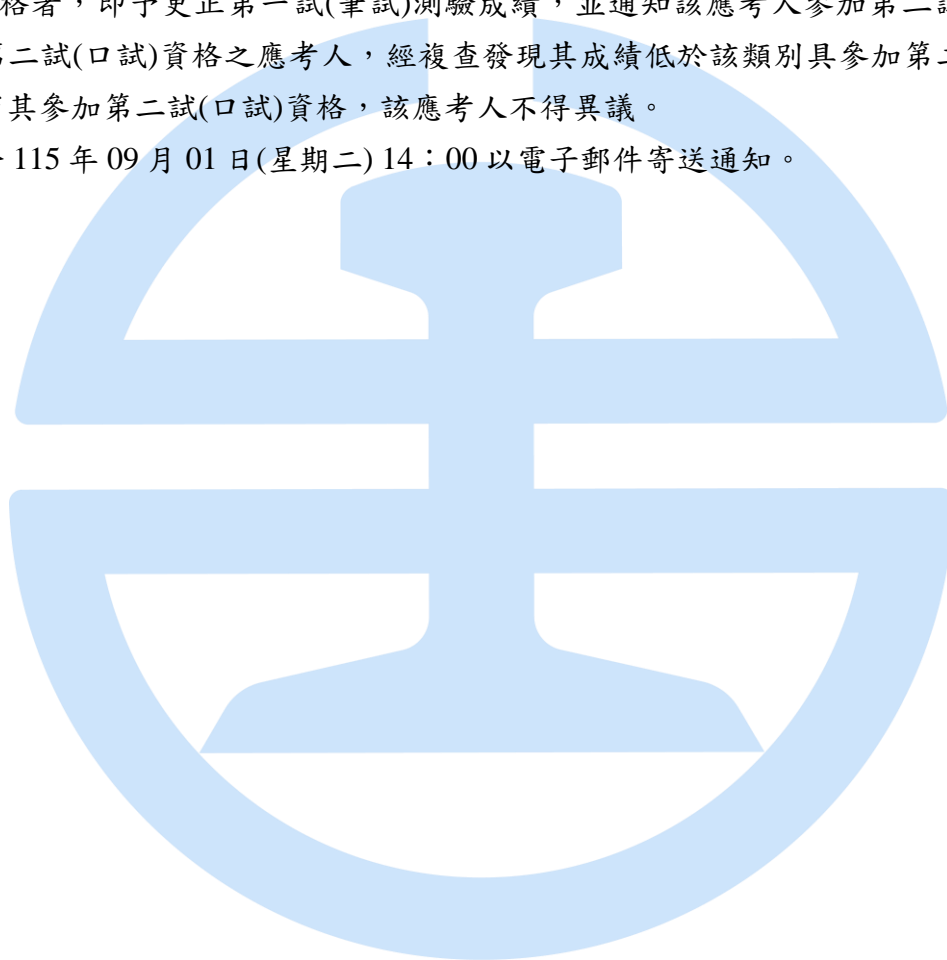 格者，即予更正第一試(筆試)測驗成績，並通知該應考人參加第二試
第二試(口試)資格之應考人，經複查發現其成績低於該類別具參加第二
其參加第二試(口試)資格，該應考人不得異議。
115 年 09 月 01 日(星期二) 14：00 以電子郵件寄送通知。